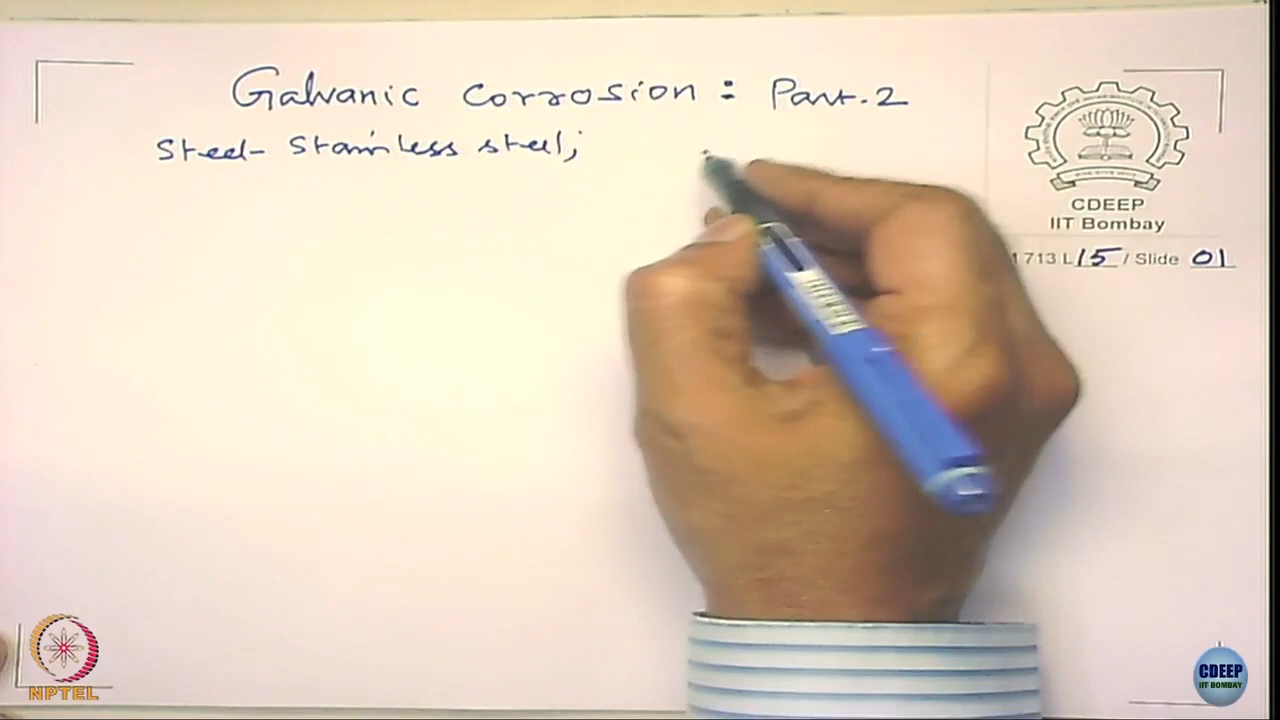 Galvanic corrosion: Part.2
Steel- Stainless steel;
CDEEP
IIT Bombay
1713 L 15 / Slide 01
NPTEL
CDEEP
IIT BOMBAY